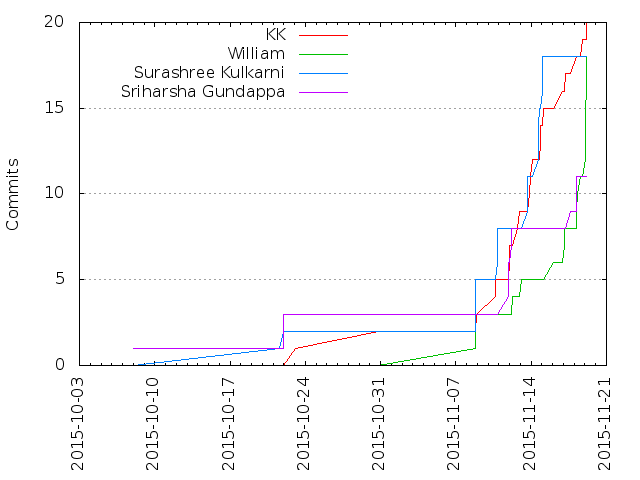 20
15
10
5
0
Commits
KK
William
Surashree Kulkarni
Sriharsha Gundappa
2015-10-03
2015-10-10
2015-10-17
2015-10-24
2015-10-31
2015-11-07
2015-11-14
2015-11-21